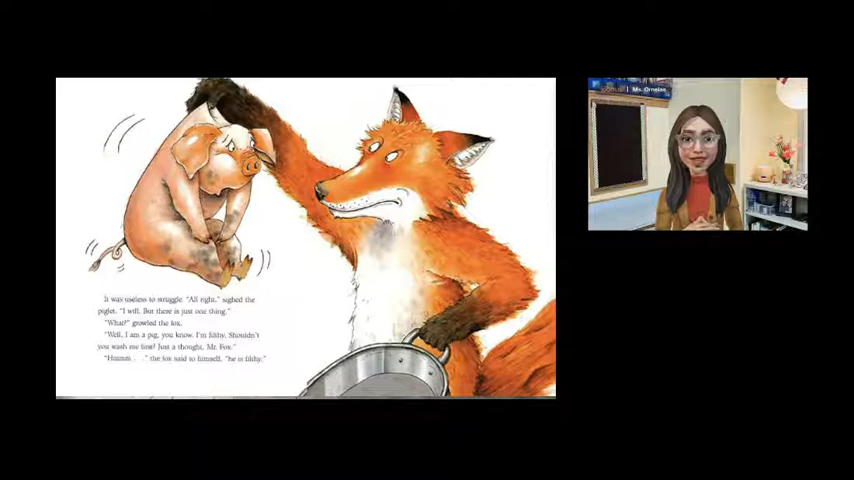 It was useless to struggle. "All right," sighed the
piglet. "I will. But there is just one thing."
"What?" growled the fox.
"Well, I am a pig, you know. I'm filthy. Shouldn't
you wash me first? Just a thought, Mr. Fox."
"Hmmm . . ." the fox said to himself, "he is filthy."
Ms. Ornelas